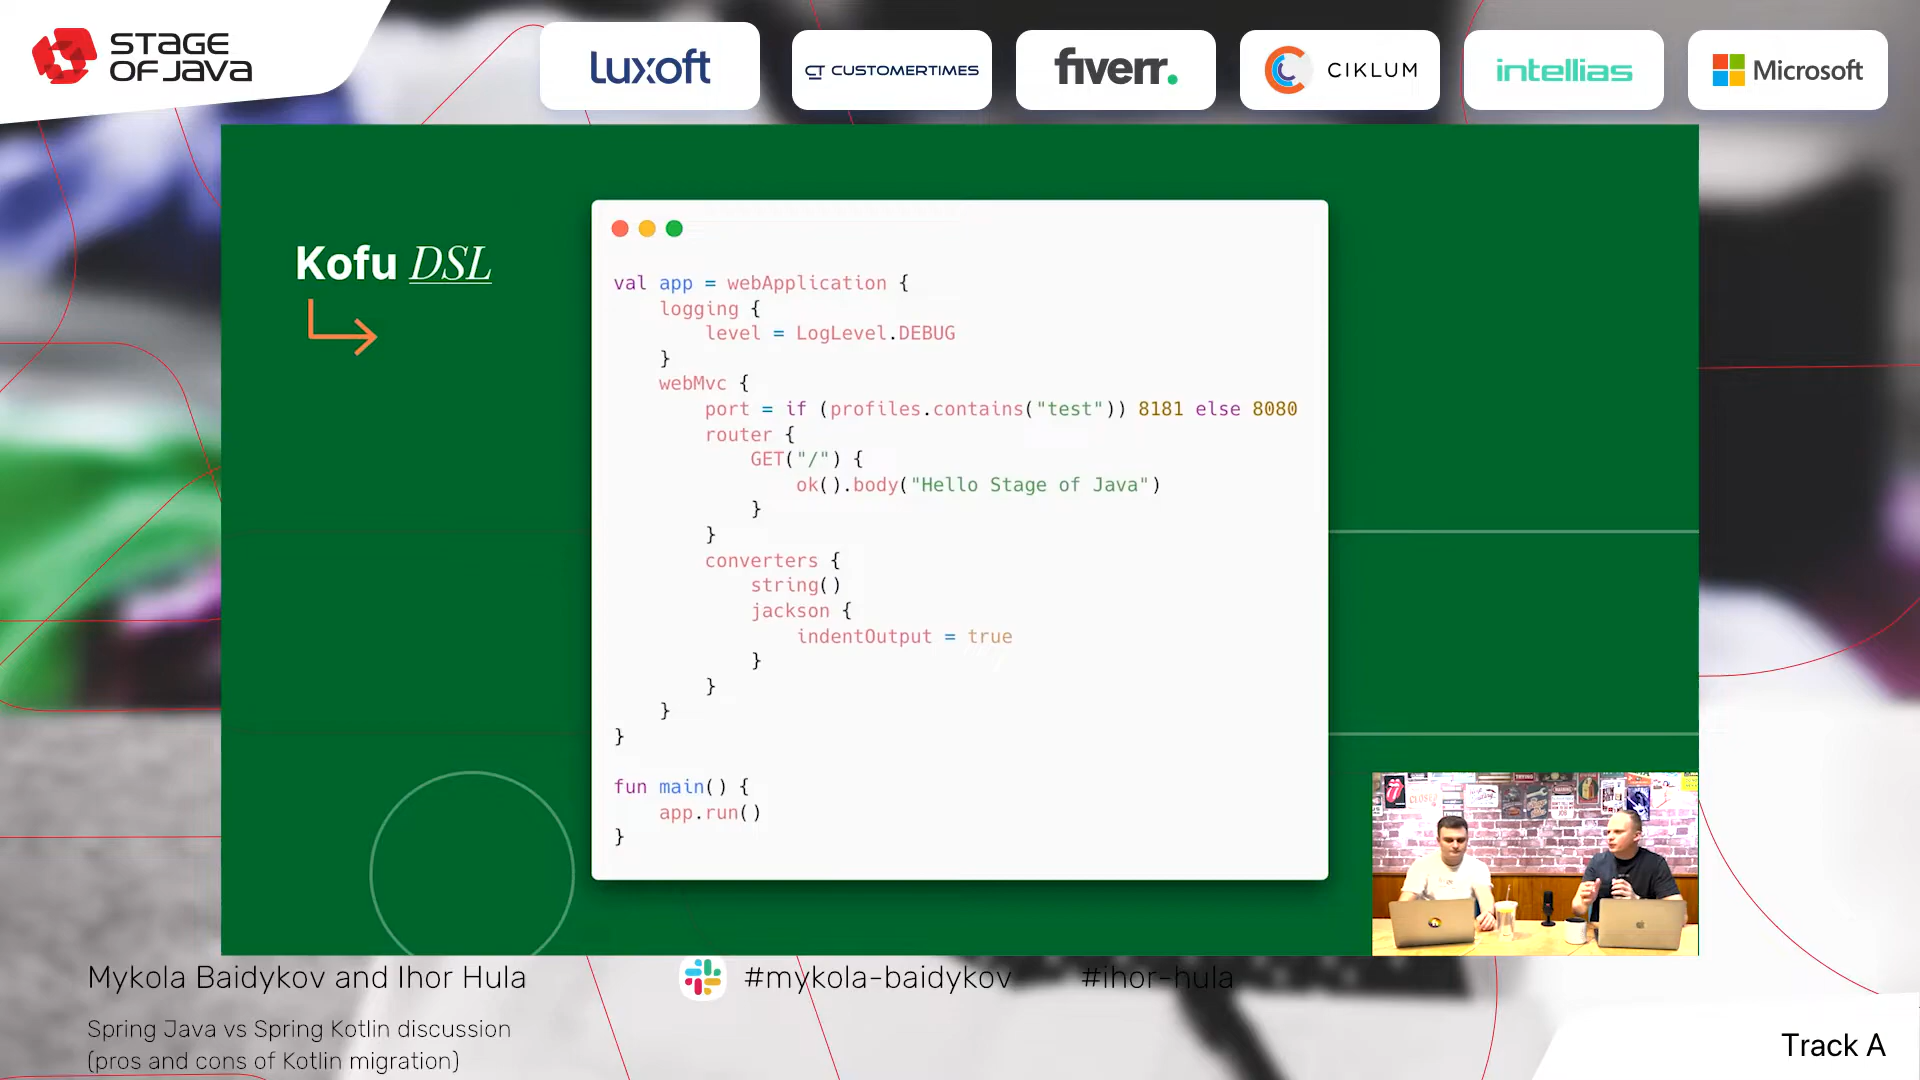 STAGE
OF JAVA
Luxoft
CT CUSTOMERTIMES
fiverr.
CIKLUM
intellias
Microsoft
Kofu DSL
val app = webApplication {
    logging {
        level = LogLevel.DEBUG
    }
    webMvc {
        port = if (profiles.contains("test")) 8181 else 8080
        router {
            GET("/") {
                ok().body("Hello Stage of Java")
            }
        }
        converters {
            string()
            jackson {
                indentOutput = true
            }
        }
    }
}
fun main() {
    app.run()
}
Mykola Baidykov and Ihor Hula
#mykola-baidykov
#ihor-hula
Spring Java vs Spring Kotlin discussion
(pros and cons of Kotlin migration)
Track A